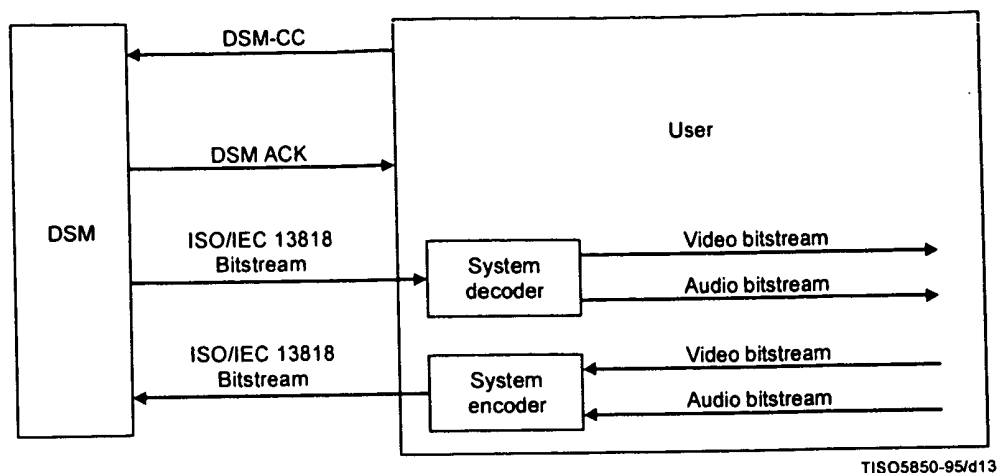 DSM-CC
User
DSM ACK
DSM
ISO/IEC 13818
Bitstream
System
decoder
Video bitstream
Audio bitstream
ISO/IEC 13818
Bitstream
System
encoder
Video bitstream
Audio bitstream
TISO5850-95/d13